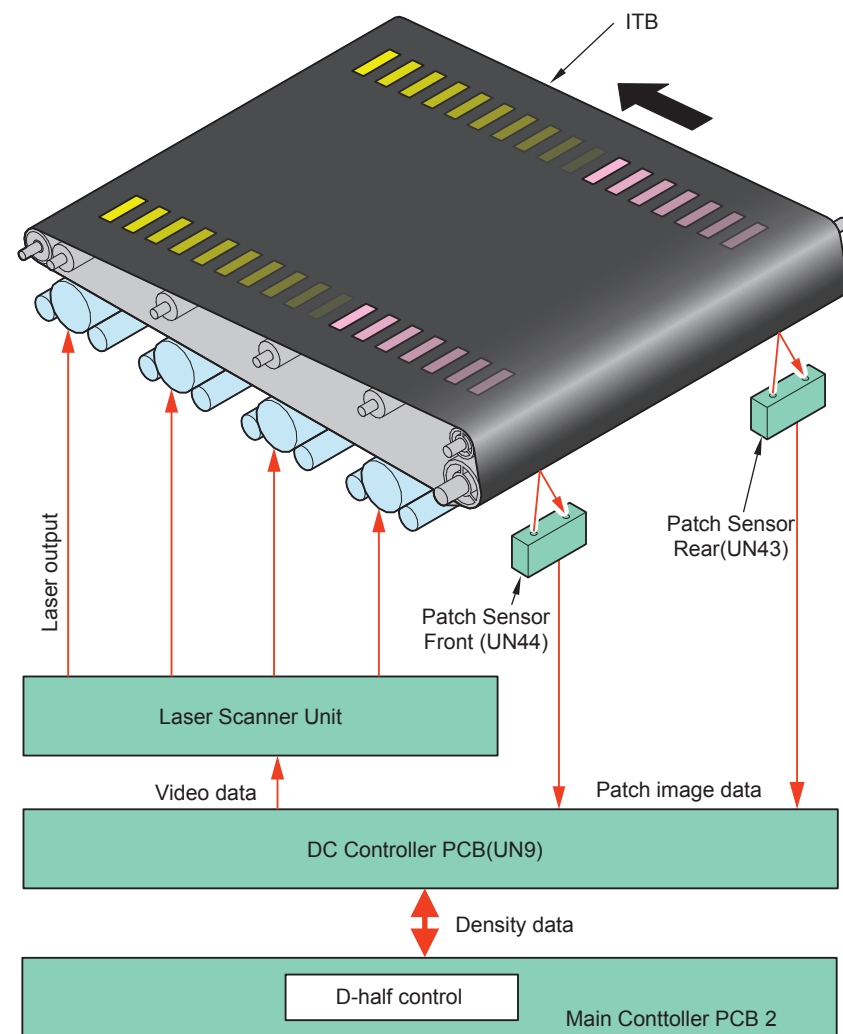 ITB
Laser output
Patch Sensor
Rear(UN43)
Patch Sensor
Front (UN44)
Laser Scanner Unit
Video data
Patch image data
DC Controller PCB(UN9)
Density data
D-half control
Main Conttoller PCB 2